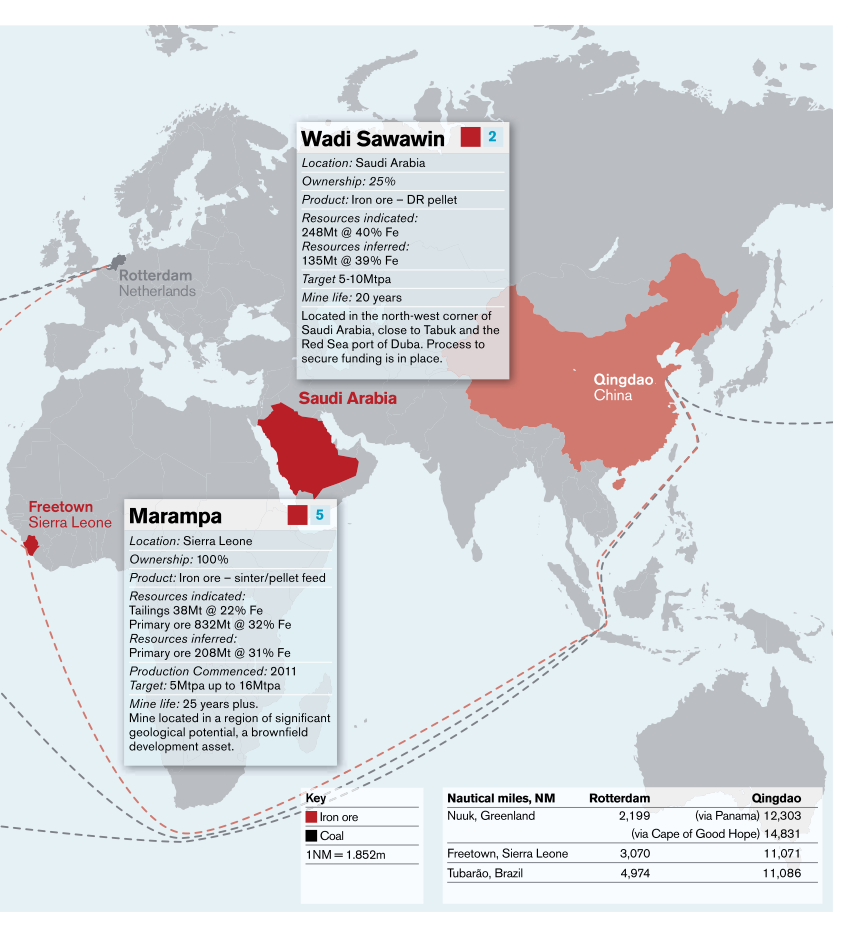 Wadi Sawawin 2
Location: Saudi Arabia
Ownership: 25%
Product: Iron ore – DR pellet
Resources indicated:
248Mt @ 40% Fe
Resources inferred:
135Mt @ 39% Fe
Target 5-10Mtpa
Mine life: 20 years
Located in the north-west corner of
Saudi Arabia, close to Tabuk and the
Red Sea port of Duba. Process to
secure funding is in place.
Rotterdam
Netherlands
Qingdao
China
Saudi Arabia
Freetown
Sierra Leone
Marampa 5
Location: Sierra Leone
Ownership: 100%
Product: Iron ore – sinter/pellet feed
Resources indicated:
Tailings 38Mt @ 22% Fe
Primary ore 832Mt @ 32% Fe
Resources inferred:
Primary ore 208Mt @ 31% Fe
Production Commenced: 2011
Target: 5Mtpa up to 16Mtpa
Mine life: 25 years plus.
Mine located in a region of significant
geological potential, a brownfield
development asset.
Key
Iron ore
Coal
1NM = 1.852m
Nautical miles, NM Rotterdam Qingdao
Nuuk, Greenland 2,199 (via Panama) 12,303
(via Cape of Good Hope) 14,831
Freetown, Sierra Leone 3,070 11,071
Tubarão, Brazil 4,974 11,086